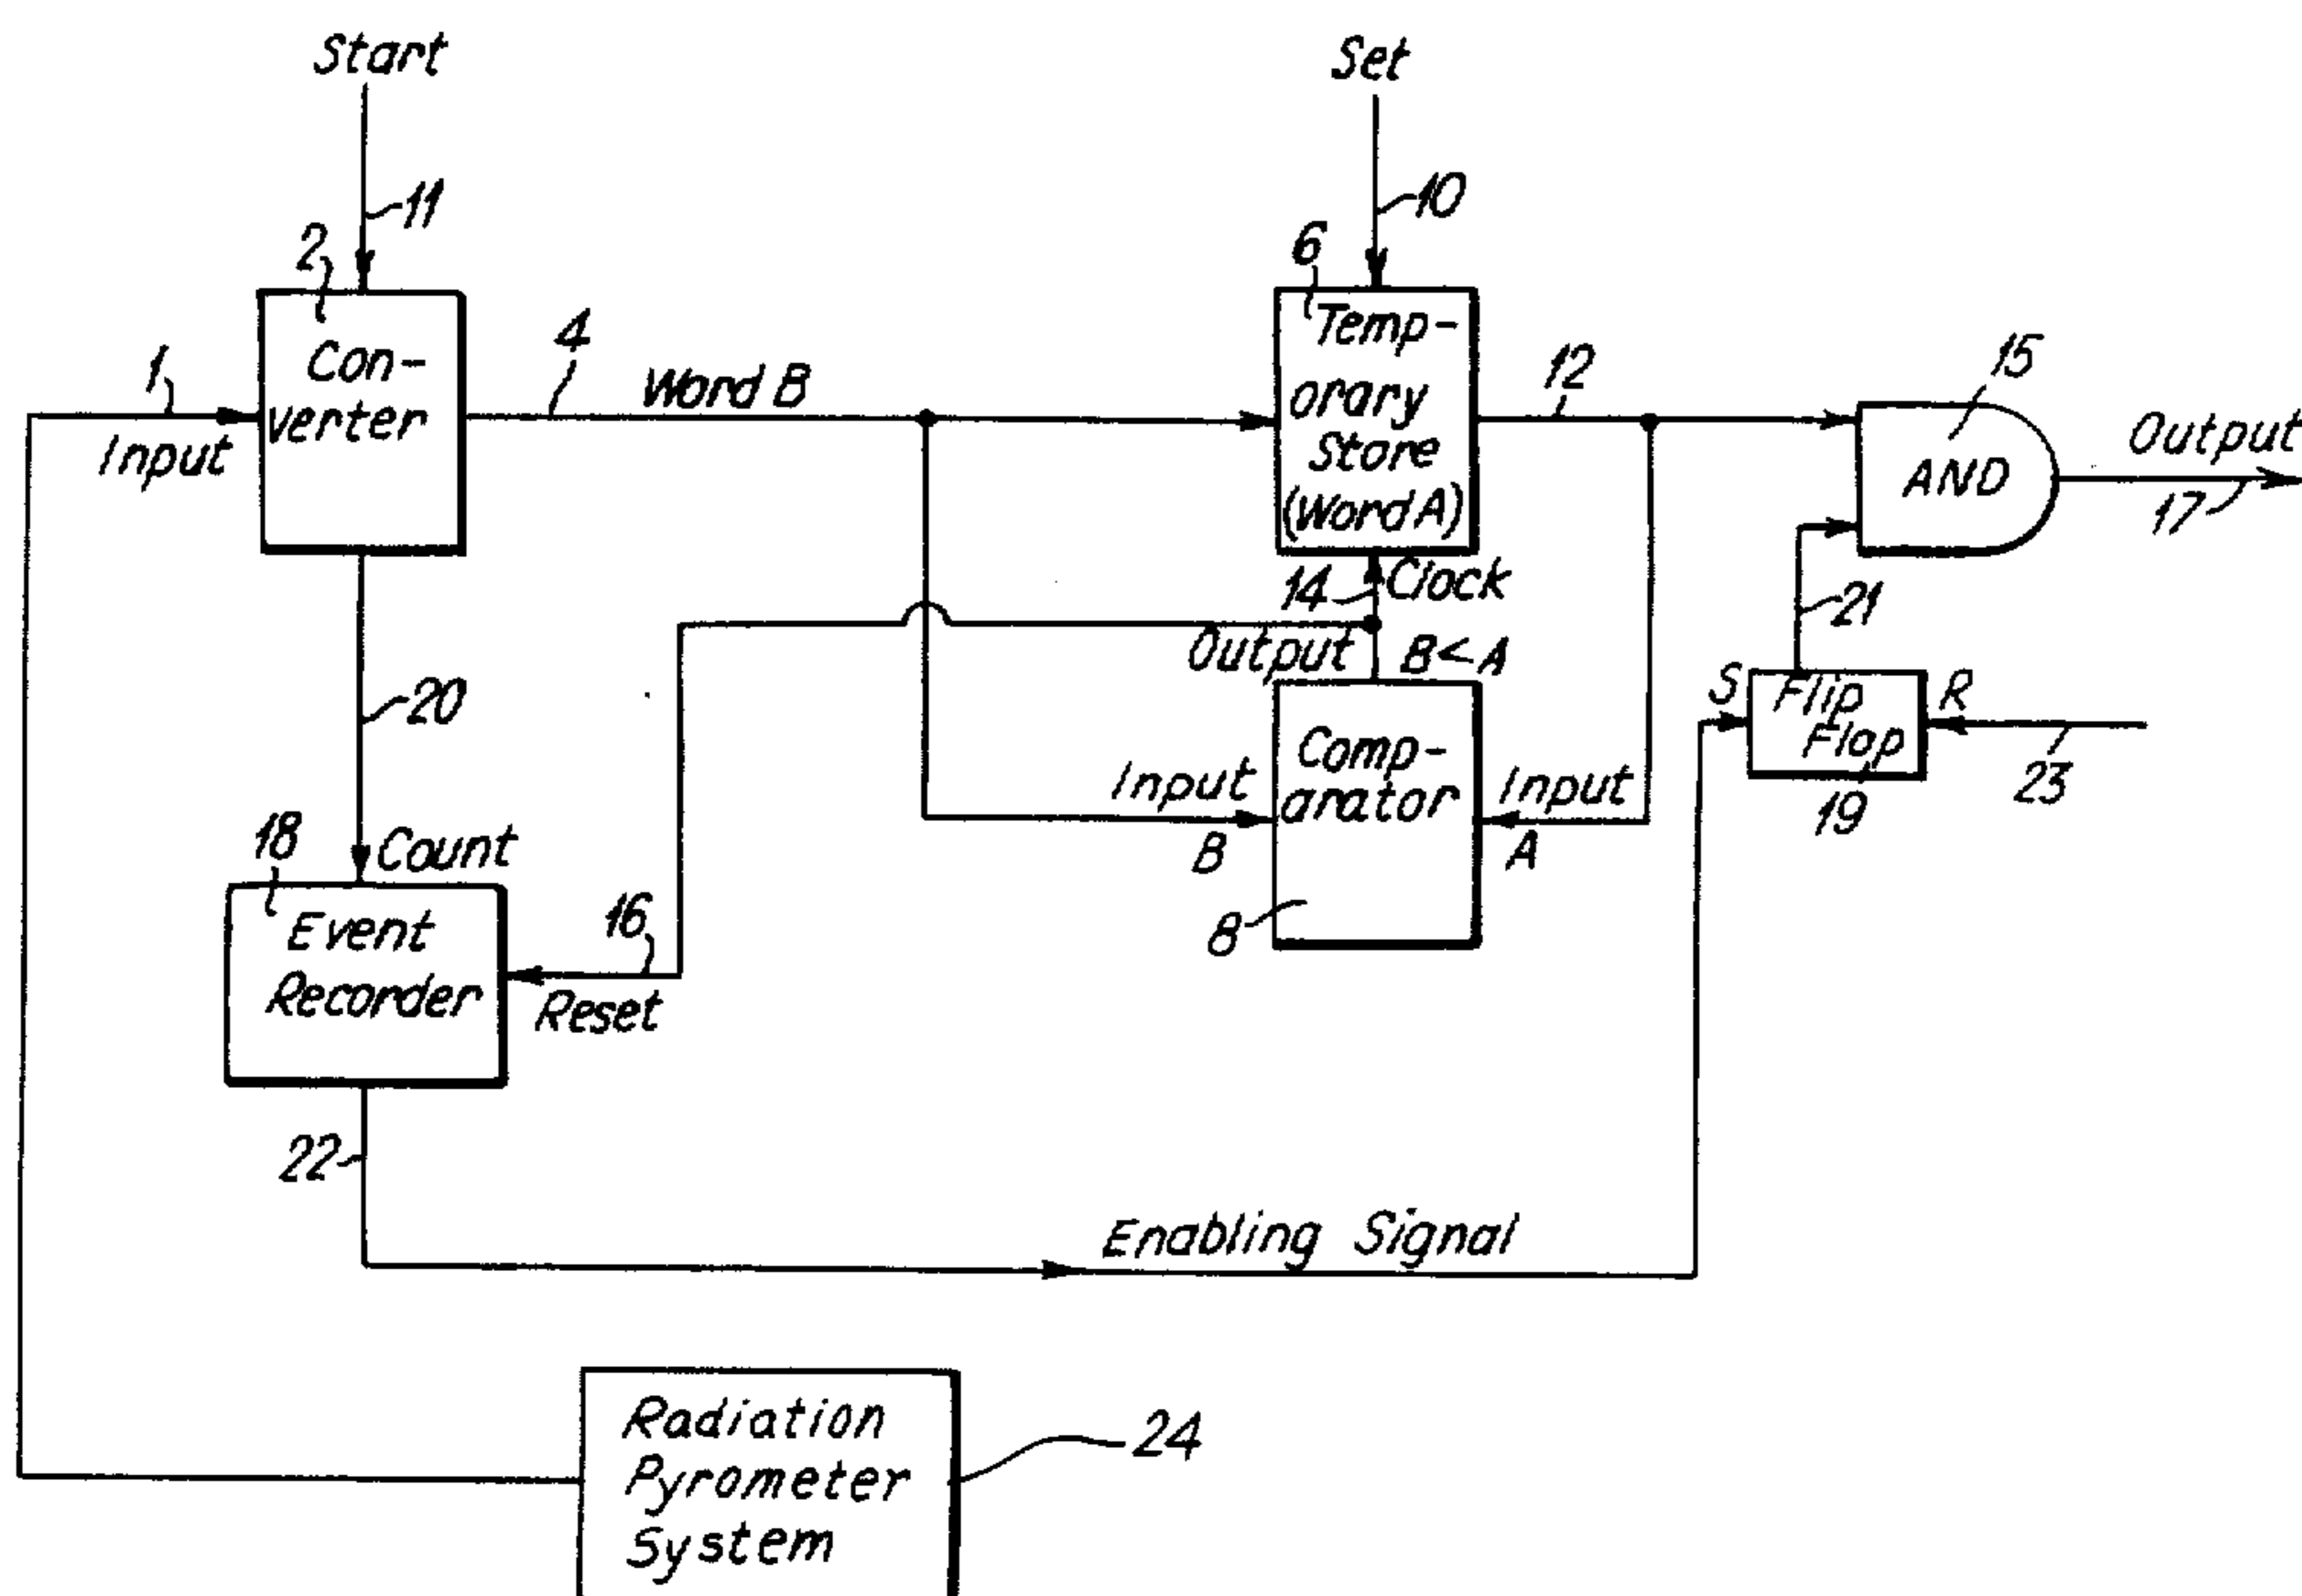 Start
Set
11
10
2
6
Con-
verter
1
Input
4
Word B
Temp-
orary
Store
(Word A)
12
15
AND
Output
17
14
Clock
Output
B<A
21
20
S
Flip
Flop
R
19
23
Comp-
arator
Input
B
Input
A
8
18
Count
Event
Recorder
16
Reset
22
Enabling Signal
Radiation
Pyrometer
System
24